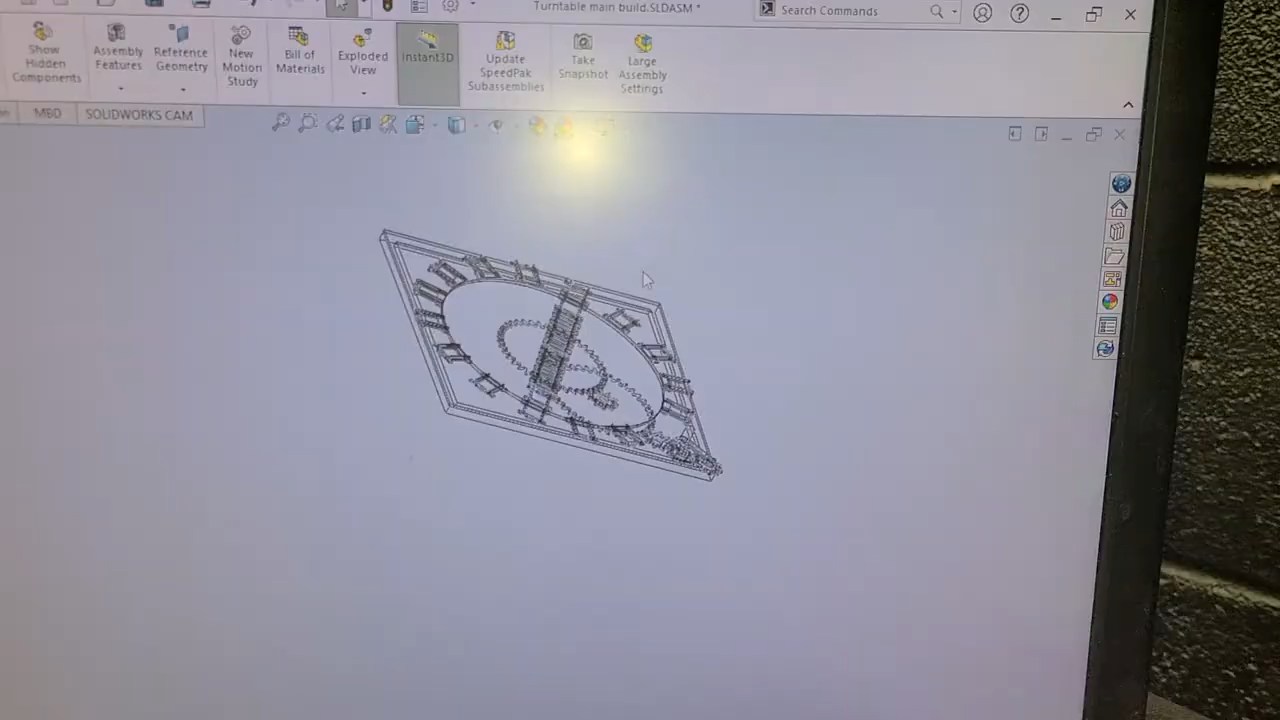 Turntable main build.SLDASM *
Search Commands
Show
Hidden
Components
Assembly
Features
Reference
Geometry
New
Motion
Study
Bill of
Materials
Exploded
View
Instant3D
Update
SpeedPak
Subassemblies
Take
Snapshot
Large
Assembly
Settings
MBD
SOLIDWORKS CAM